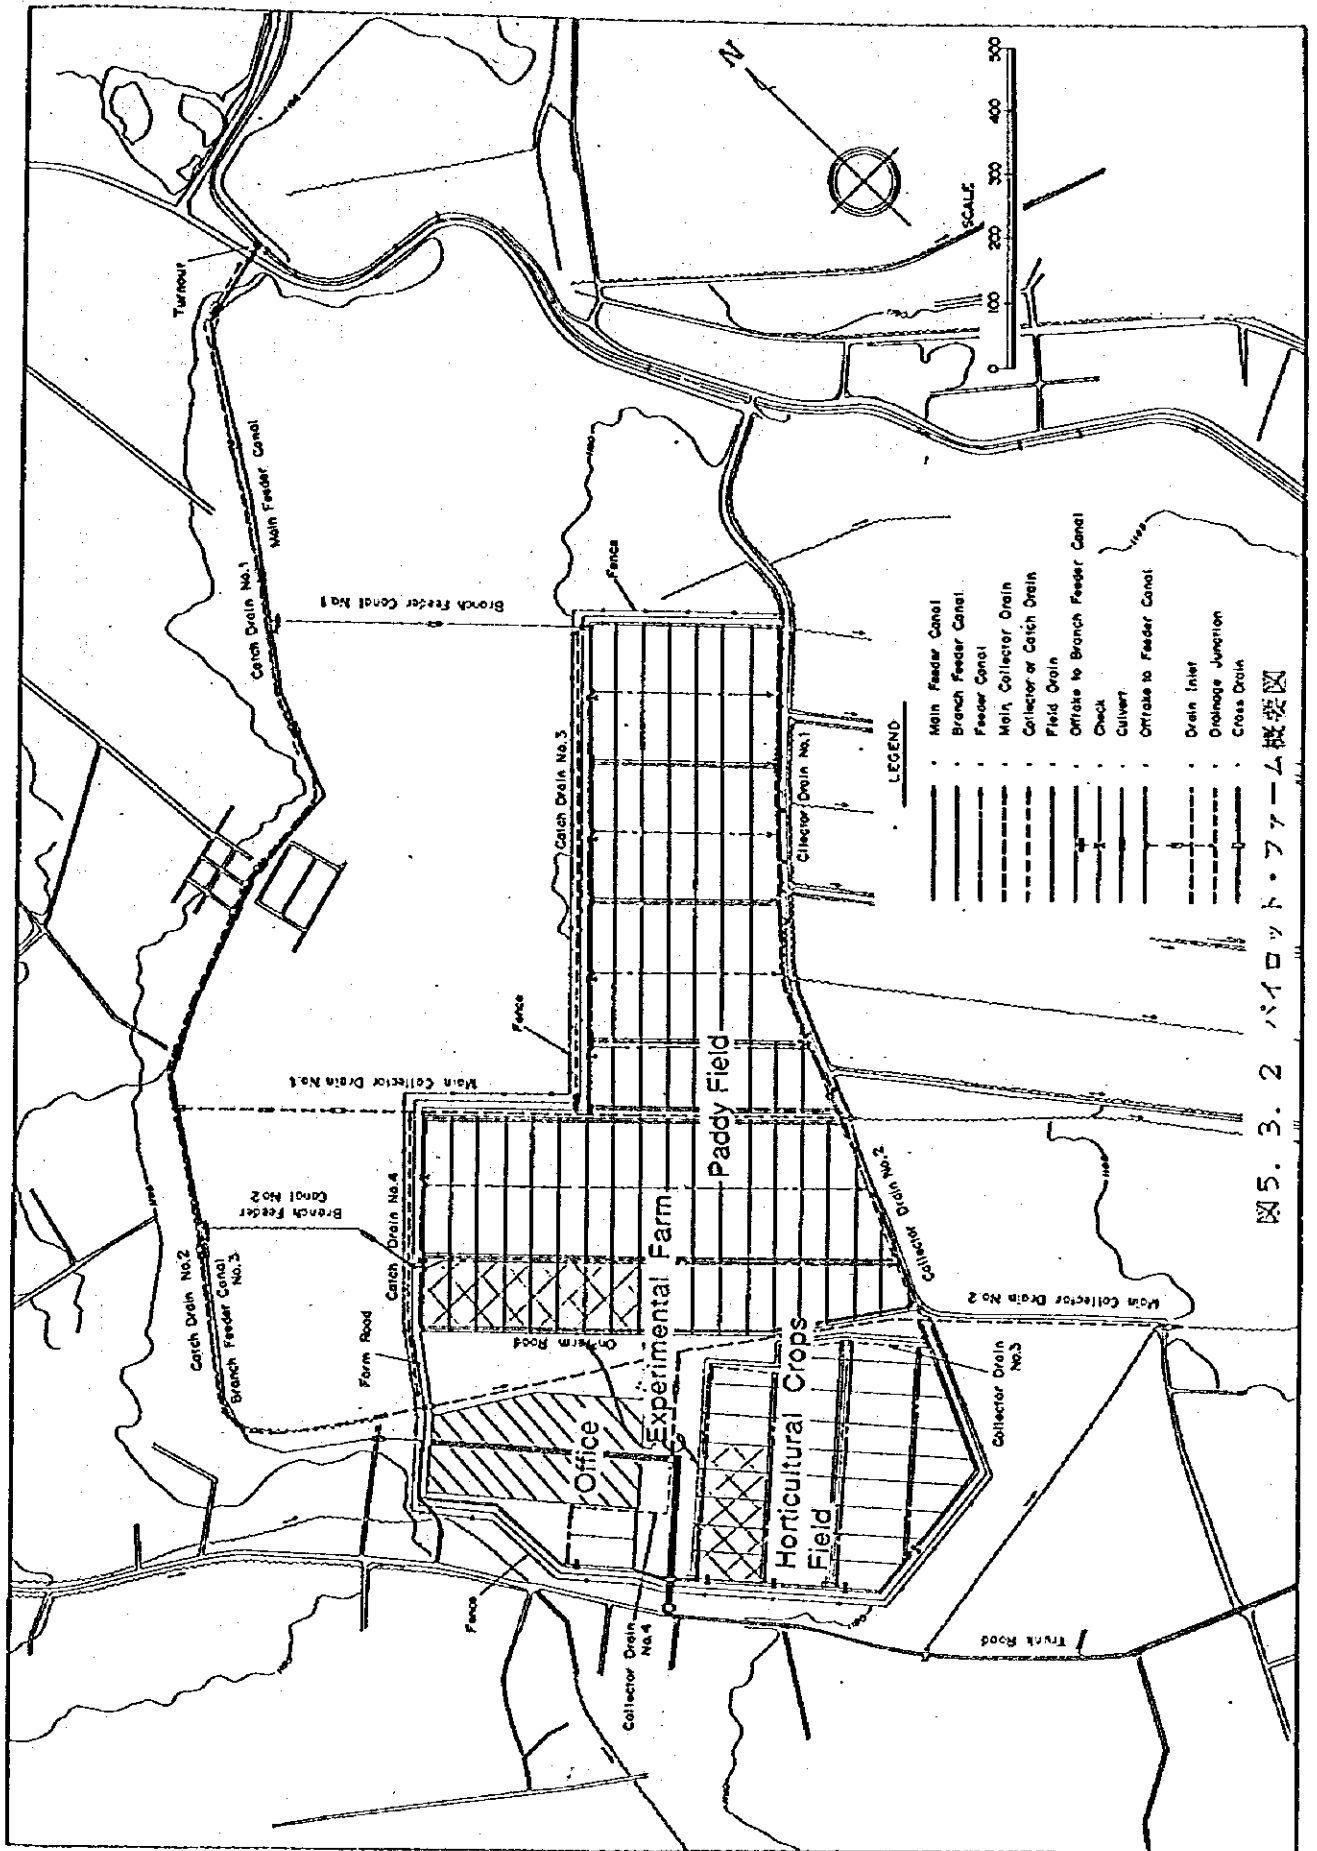 N
SCALE
0 100 200 300 400 500
Turnout
Catch Drain No.1
Main Feeder Canal
Branch Feeder Canal No.1
Fence
Catch Drain No.3
Cllector Drain No.1
Fence
Main Collector Drain No.1
Paddy Field
Catch Drain No.2
Branch Feeder Canal
No.3
Branch Feeder
Canal No.2
Catch Drain No.4
Farm Road
On-Farm Road
Experimental Farm
Office
Horticultural Crops
Field
Collector Drain No.2
Main Collector Drain No.2
Collector Drain
No.3
Fence
Collector Drain
No.4
Trunk Road
LEGEND
Main Feeder Canal
Branch Feeder Canal
Feeder Canal
Main Collector Drain
Collector or Catch Drain
Field Drain
Offtake to Branch Feeder Canal
Check
Culvert
Offtake to Feeder Canal
Drain Inlet
Drainage Junction
Cross Drain
図5.3.2 パイロット・ファーム概要図